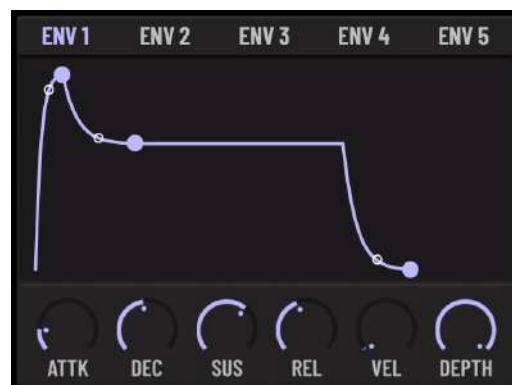 ENV 1 ENV 2 ENV 3 ENV 4 ENV 5
ATTK DEC SUS REL VEL DEPTH